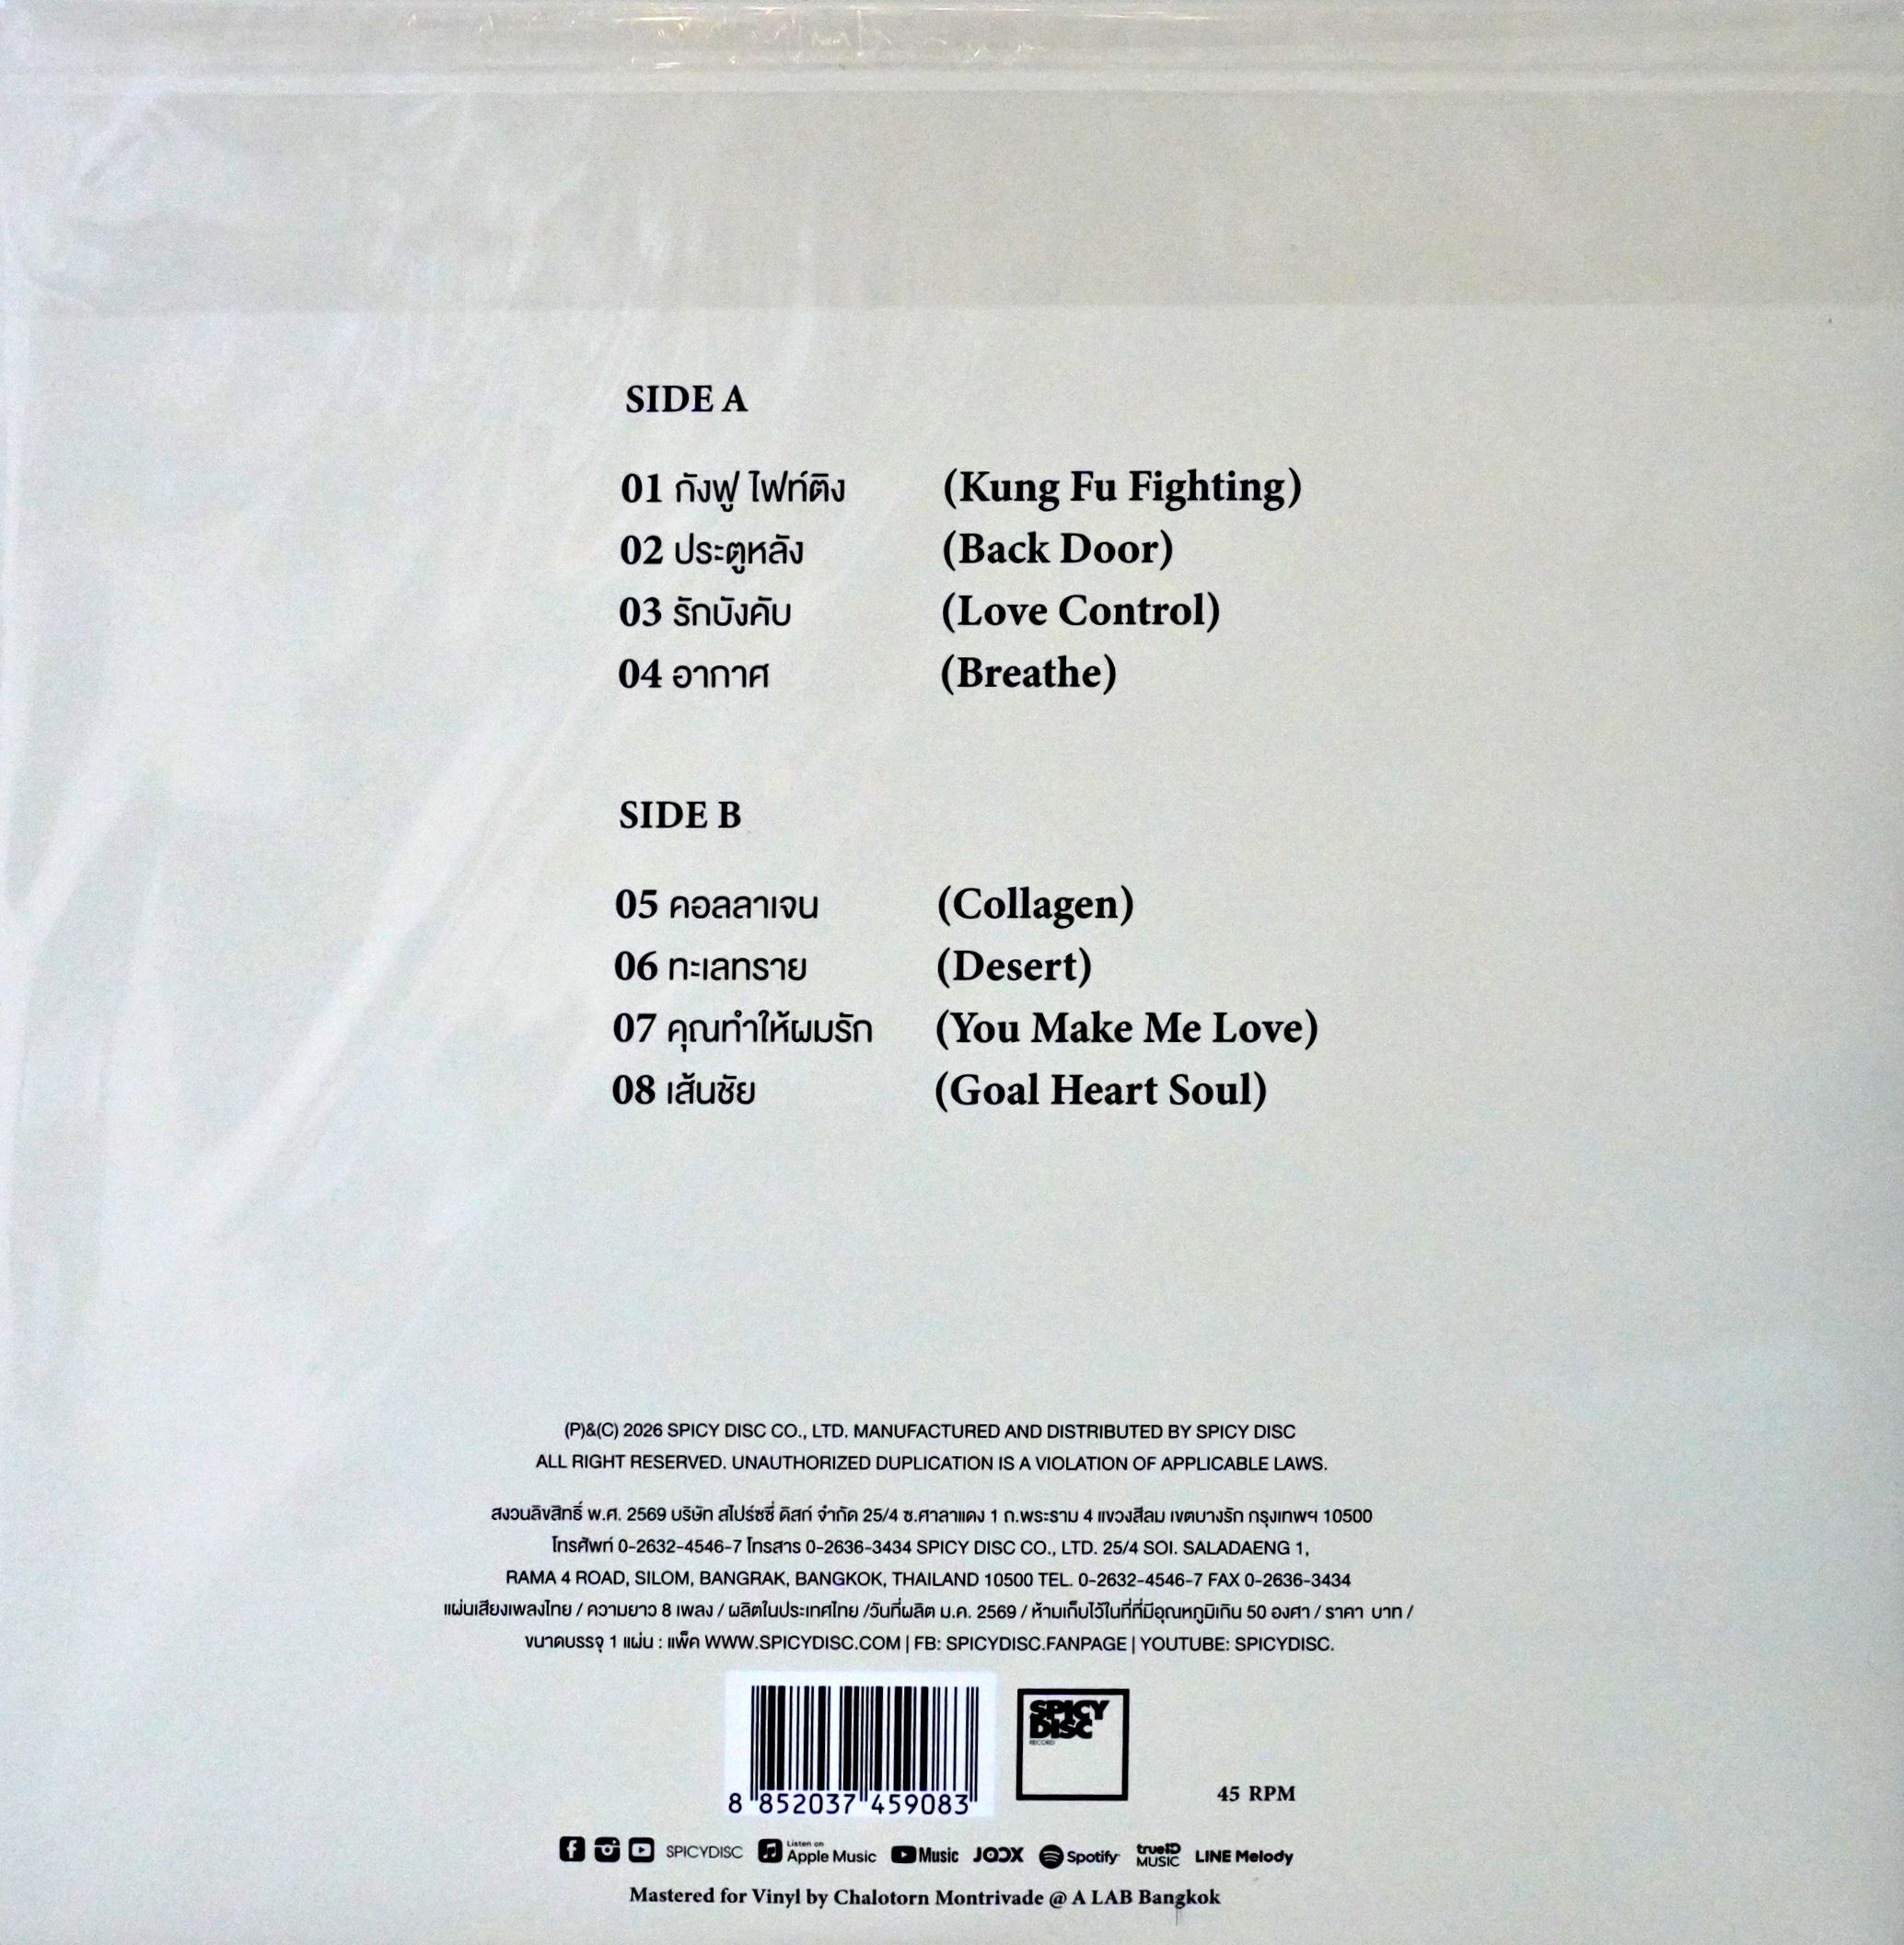 SIDE A
01 กังฟู ไฟท์ติง (Kung Fu Fighting)
02 ประตูหลัง (Back Door)
03 รักบังคับ (Love Control)
04 อากาศ (Breathe)
SIDE B
05 คอลลาเจน (Collagen)
06 ทะเลทราย (Desert)
07 คุณทำให้ผมรัก (You Make Me Love)
08 เส้นชัย (Goal Heart Soul)
(P)&(C) 2026 SPICY DISC CO., LTD. MANUFACTURED AND DISTRIBUTED BY SPICY DISC
ALL RIGHT RESERVED. UNAUTHORIZED DUPLICATION IS A VIOLATION OF APPLICABLE LAWS.
สงวนลิขสิทธิ์ พ.ศ. 2569 บริษัท สไปร์ซซี่ ดิสก์ จำกัด 25/4 ซ.ศาลาแดง 1 ถ.พระราม 4 แขวงสีลม เขตบางรัก กรุงเทพฯ 10500
โทรศัพท์ 0-2632-4546-7 โทรสาร 0-2636-3434 SPICY DISC CO., LTD. 25/4 SOI. SALADAENG 1,
RAMA 4 ROAD, SILOM, BANGRAK, BANGKOK, THAILAND 10500 TEL. 0-2632-4546-7 FAX 0-2636-3434
แผ่นเสียงเพลงไทย / ความยาว 8 เพลง / ผลิตในประเทศไทย /วันที่ผลิต ม.ค. 2569 / ห้ามเก็บไว้ในที่ที่มีอุณหภูมิเกิน 50 องศา / ราคา บาท /
ขนาดบรรจุ 1 แผ่น : แพ็ค WWW.SPICYDISC.COM | FB: SPICYDISC.FANPAGE | YOUTUBE: SPICYDISC.
SPICY
DISC
RECORD
45 RPM
8 852037 459083
SPICYDISC Listen on Apple Music Music JOOX Spotify trueID MUSIC LINE Melody
Mastered for Vinyl by Chalotorn Montrivade @ A LAB Bangkok